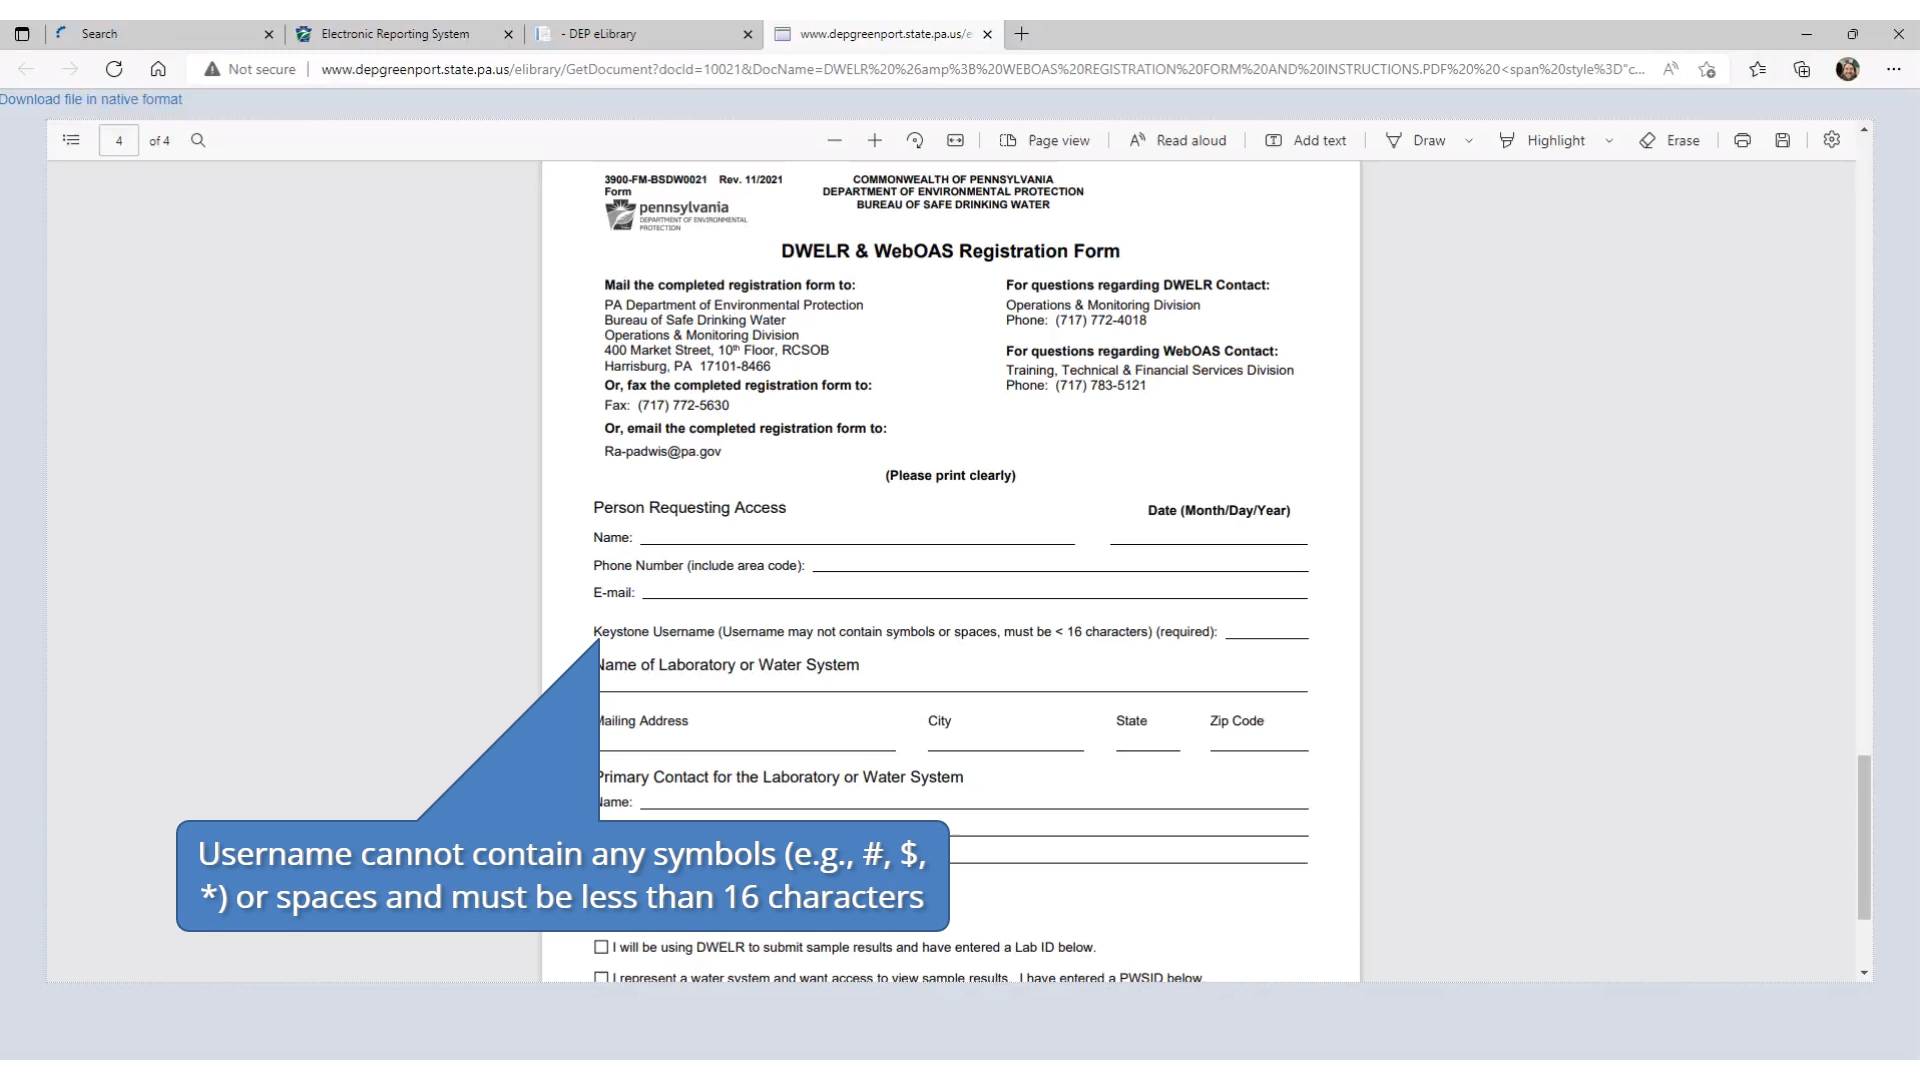 Search
Electronic Reporting System
- DEP eLibrary
www.depgreenport.state.pa.us/e
Not secure
www.depgreenport.state.pa.us/elibrary/GetDocument?docId=10021&DocName=DWELR%20%26amp%3B%20WEBOAS%20REGISTRATION%20FORM%20AND%20INSTRUCTIONS.PDF%20%20<span%20style%3D"c...
Download file in native format
4 of 4
Page view
Read aloud
Add text
Draw
Highlight
Erase
3900-FM-BSDW0021 Rev. 11/2021
Form
pennsylvania
DEPARTMENT OF ENVIRONMENTAL
PROTECTION
COMMONWEALTH OF PENNSYLVANIA
DEPARTMENT OF ENVIRONMENTAL PROTECTION
BUREAU OF SAFE DRINKING WATER
DWELR & WebOAS Registration Form
Mail the completed registration form to:
PA Department of Environmental Protection
Bureau of Safe Drinking Water
Operations & Monitoring Division
400 Market Street, 10th Floor, RCSOB
Harrisburg, PA 17101-8466
Or, fax the completed registration form to:
Fax: (717) 772-5630
Or, email the completed registration form to:
Ra-padwis@pa.gov
For questions regarding DWELR Contact:
Operations & Monitoring Division
Phone: (717) 772-4018
For questions regarding WebOAS Contact:
Training, Technical & Financial Services Division
Phone: (717) 783-5121
(Please print clearly)
Person Requesting Access
Date (Month/Day/Year)
Name:
Phone Number (include area code):
E-mail:
Keystone Username (Username may not contain symbols or spaces, must be < 16 characters) (required):
Name of Laboratory or Water System
Mailing Address City State Zip Code
Primary Contact for the Laboratory or Water System
Name:
Username cannot contain any symbols (e.g., #, $,
*) or spaces and must be less than 16 characters
I will be using DWELR to submit sample results and have entered a Lab ID below.
I represent a water system and want access to view sample results. I have entered a PWSID below